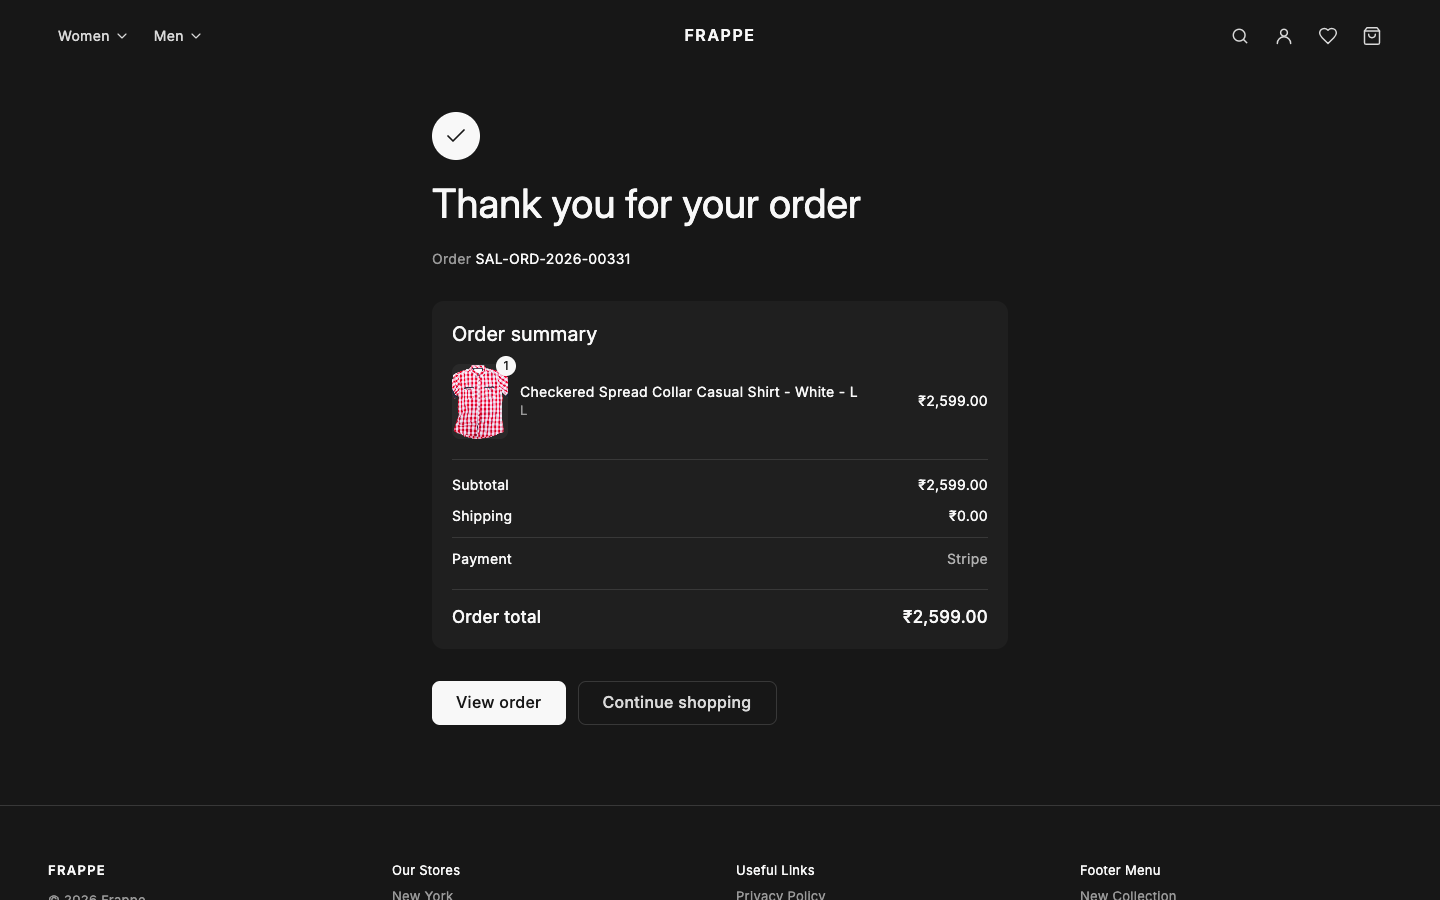 Women
Men
FRAPPE
Thank you for your order
Order SAL-ORD-2026-00331
Order summary
1
Checkered Spread Collar Casual Shirt - White - L
L
₹2,599.00
Subtotal
₹2,599.00
Shipping
₹0.00
Payment
Stripe
Order total
₹2,599.00
View order
Continue shopping
FRAPPE
Our Stores
Useful Links
Footer Menu
© 2026 Frappe
New York
Privacy Policy
New Collection